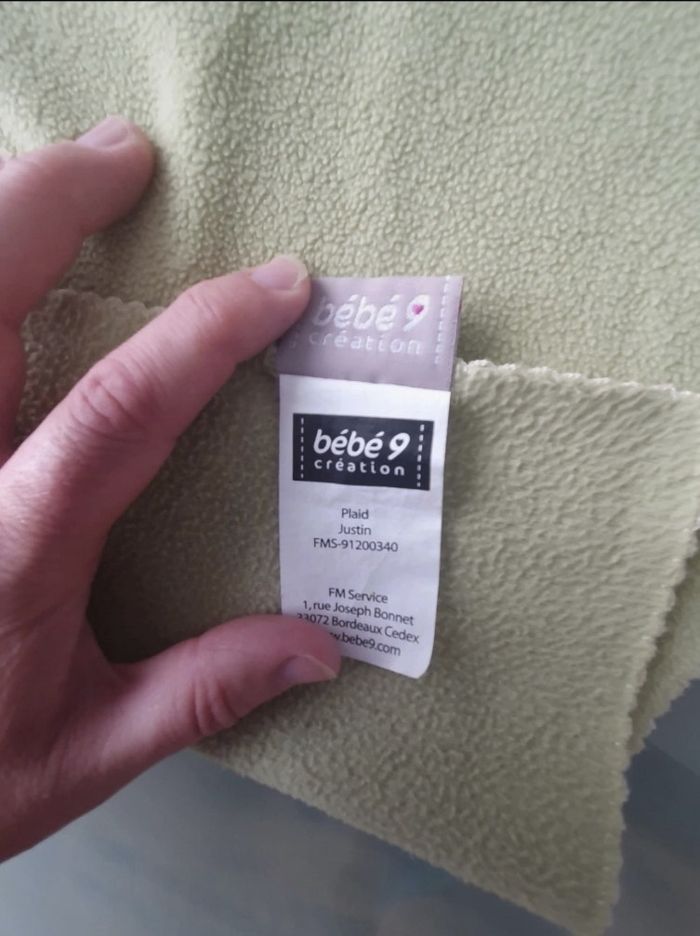 bébé 9
création
bébé 9
création
Plaid
Justin
FMS-91200340
FM Service
1, rue Joseph Bonnet
33072 Bordeaux Cedex
.bebe9.com